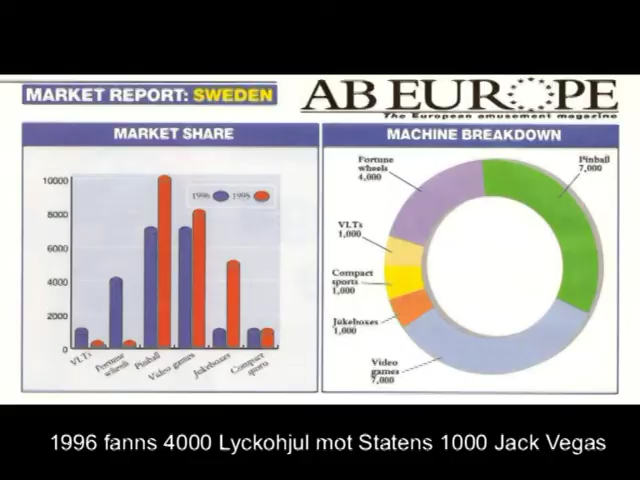 MARKET REPORT: SWEDEN
AB EUROPE
The European amusement magazine
MARKET SHARE
10000
8000
6000
4000
2000
0
1996
1995
VLTs
Fortune
wheels
Pinball
Video games
Jukeboxes
Compact
sports
MACHINE BREAKDOWN
Fortune
wheels
4,000
Pinball
7,000
VLTs
1,000
Compact
sports
1,000
Jukeboxes
1,000
Video
games
7,000
1996 fanns 4000 Lyckohjul mot Statens 1000 Jack Vegas